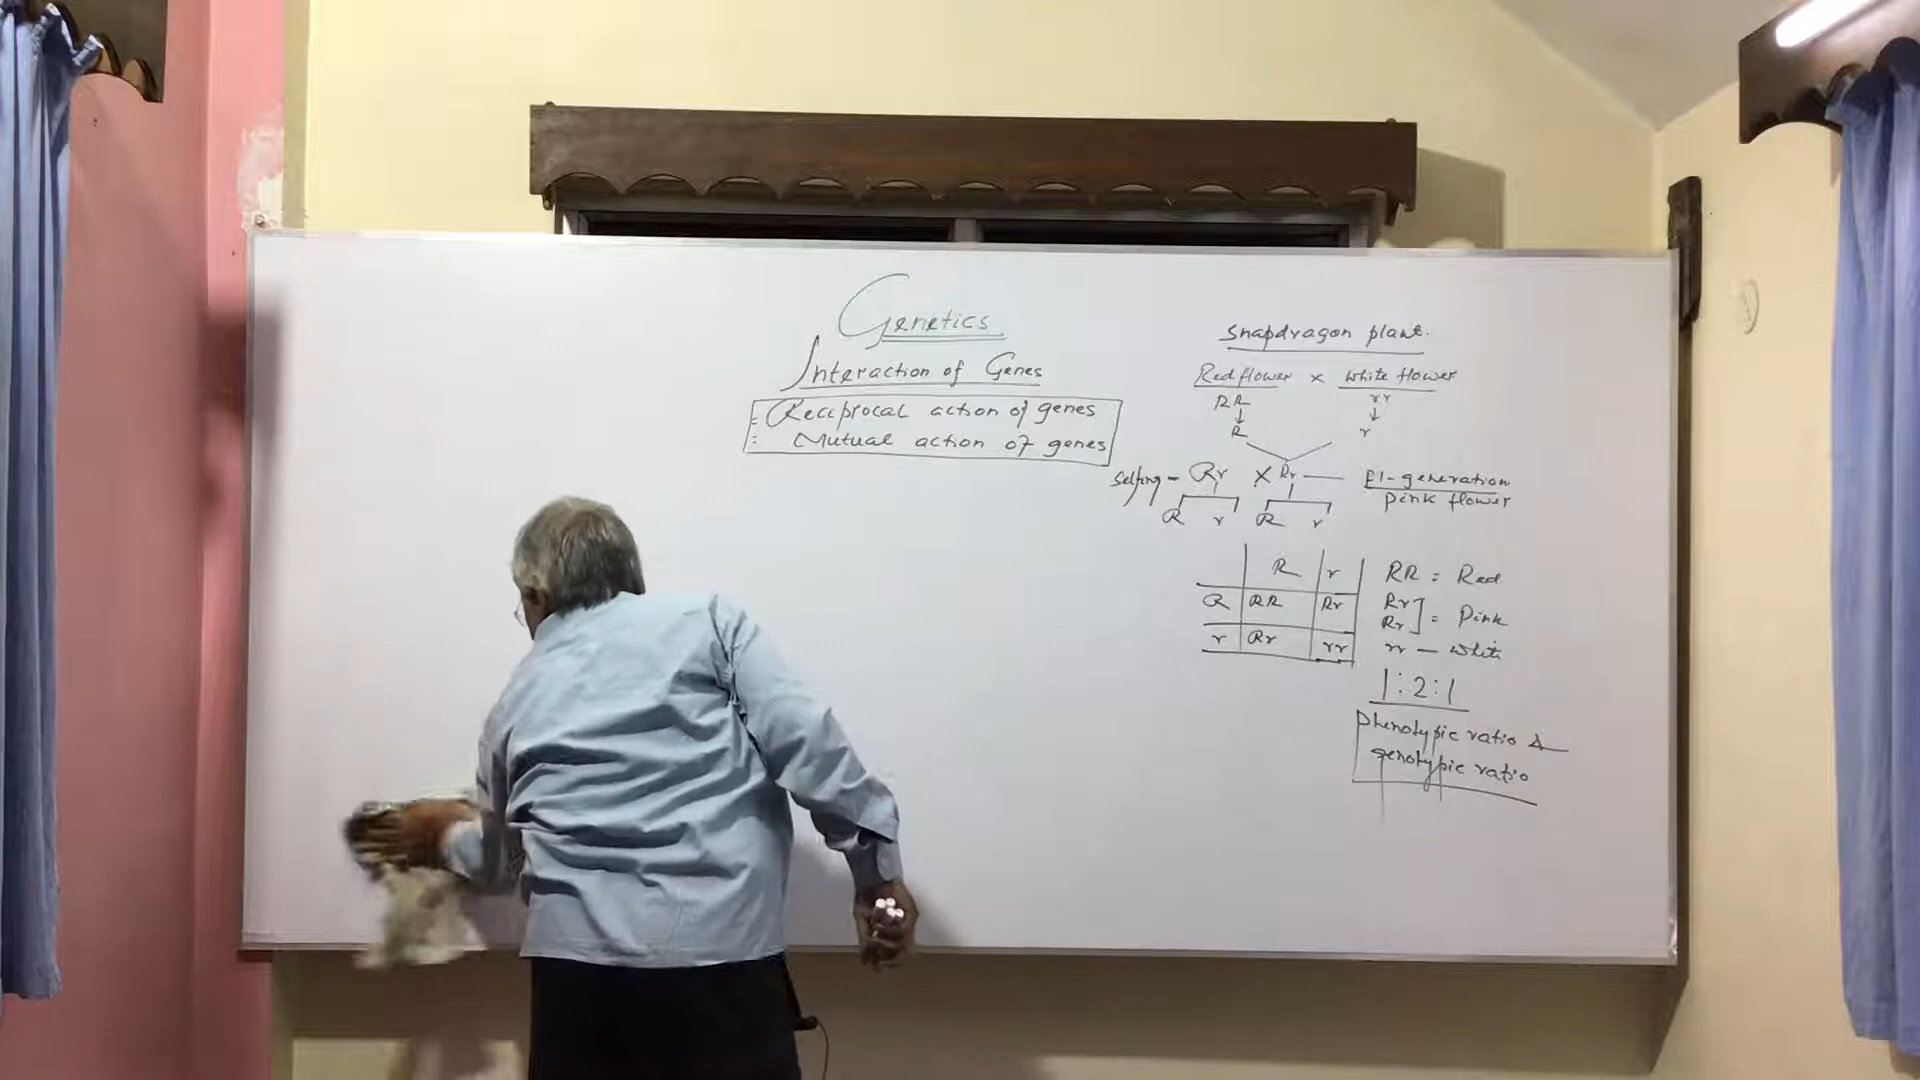 Genetics
Interaction of Genes
= Reciprocal action of genes
= Mutual action of genes
Snapdragon plant.
Red flower × white flower
RR rr
R r
Selfing - Rr × Rr — F1-generation
pink flower
R r R r
R r
R RR Rr
r Rr rr
RR = Red
Rr
Rr = Pink
rr — white
1:2:1
Phenotypic ratio &
genotypic ratio